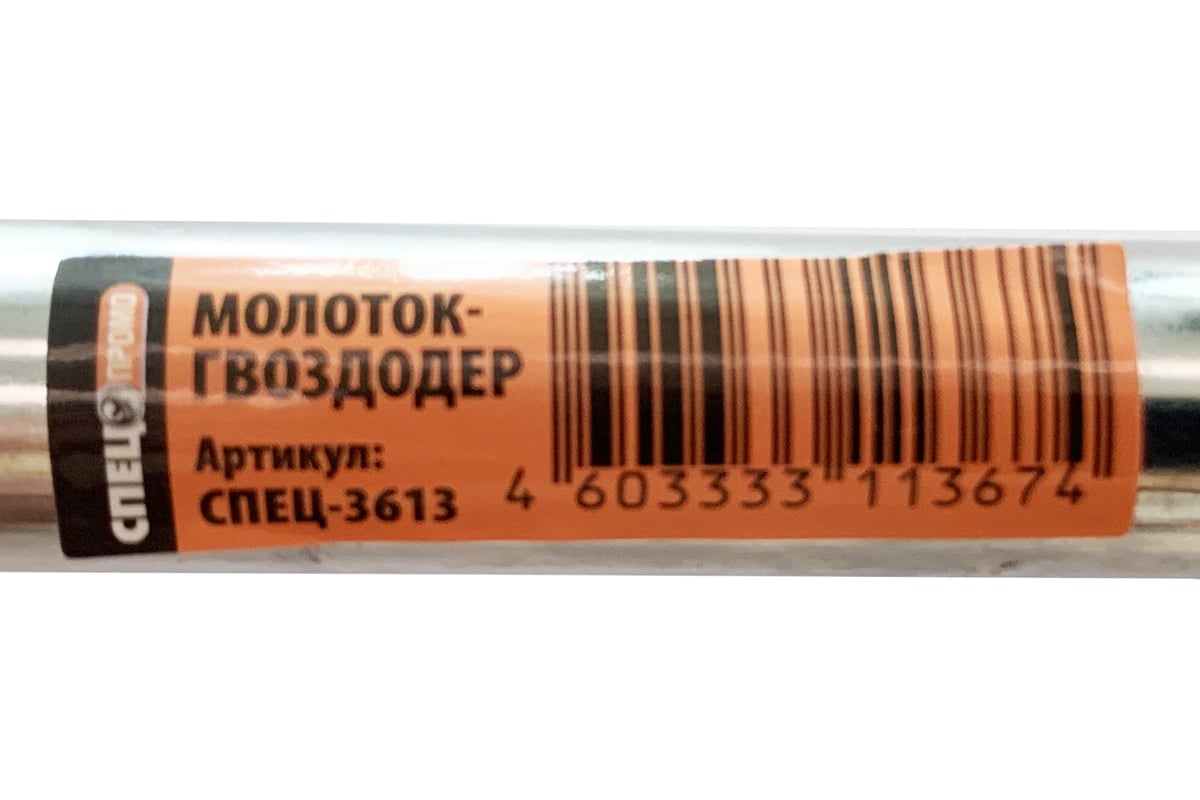 СПЕЦ ПРОМО
МОЛОТОК-
ГВОЗДОДЕР
Артикул:
СПЕЦ-3613
4 603333 113674